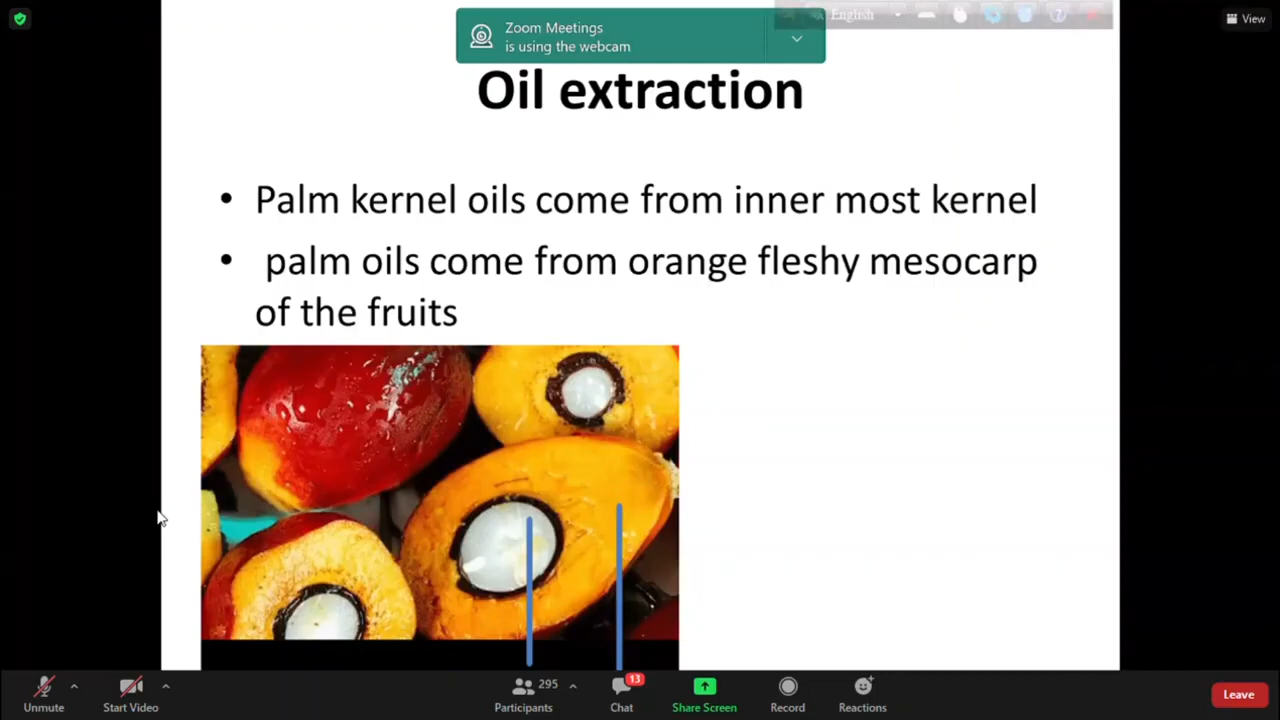 Zoom Meetings
is using the webcam
English
View
Oil extraction
• Palm kernel oils come from inner most kernel
• palm oils come from orange fleshy mesocarp
of the fruits
295
13
Unmute
Start Video
Participants
Chat
Share Screen
Record
Reactions
Leave